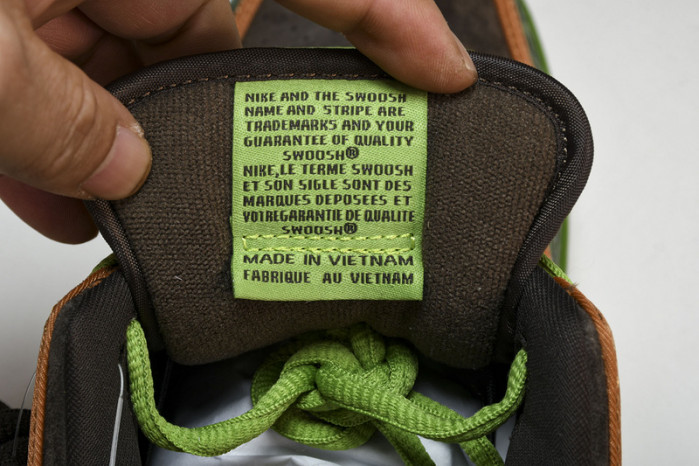 NIKE AND THE SWOOSH
NAME AND STRIPE ARE
TRADEMARKS AND YOUR
GUARANTEE OF QUALITY
SWOOSH®
NIKE,LE TERME SWOOSH
ET SON SIGLE SONT DES
MARQUES DEPOSEES ET
VOTREGARANTIE DE QUALITE
SWOOSH®
MADE IN VIETNAM
FABRIQUE AU VIETNAM